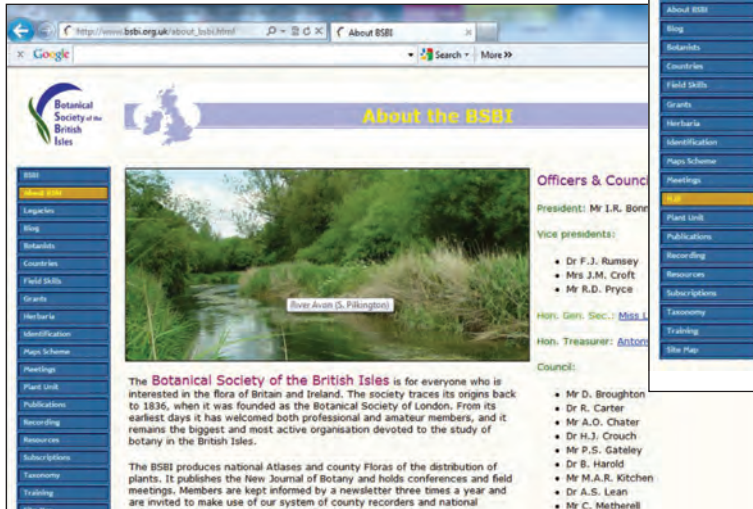 http://www.bsbi.org.uk/about_bsbi.html
About BSBI
Google
Search
More »
Botanical
Society of the
British
Isles
About the BSBI
BSBI
About BSBI
Legacies
Blog
Botanists
Countries
Field Skills
Grants
Herbaria
Identification
Maps Scheme
Meetings
Plant Unit
Publications
Recording
Resources
Subscriptions
Taxonomy
Training
River Avon (S. Pilkington)
The Botanical Society of the British Isles is for everyone who is
interested in the flora of Britain and Ireland. The society traces its origins back
to 1836, when it was founded as the Botanical Society of London. From its
earliest days it has welcomed both professional and amateur members, and it
remains the biggest and most active organisation devoted to the study of
botany in the British Isles.
The BSBI produces national Atlases and county Floras of the distribution of
plants. It publishes the New Journal of Botany and holds conferences and field
meetings. Members are kept informed by a newsletter three times a year and
are invited to make use of our system of county recorders and national
Officers & Counci
President: Mr I.R. Bonn
Vice presidents:
• Dr F.J. Rumsey
• Mrs J.M. Croft
• Mr R.D. Pryce
Hon. Gen. Sec.: Miss L
Hon. Treasurer: Anton
Council:
• Mr D. Broughton
• Dr R. Carter
• Mr A.O. Chater
• Dr H.J. Crouch
• Mr P.S. Gateley
• Dr B. Harold
• Mr M.A.R. Kitchen
• Dr A.S. Lean
• Mr C. Metherell
About BSBI
Blog
Botanists
Countries
Field Skills
Grants
Herbaria
Identification
Maps Scheme
Meetings
Plant Unit
Publications
Recording
Resources
Subscriptions
Taxonomy
Training
Site Map